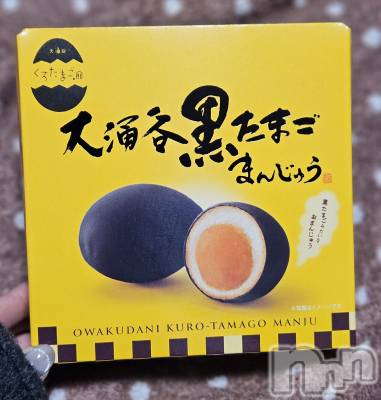 大涌谷
くろたまご館
大涌谷黒たまご
まんじゅう
黒たまごみたいな
おまんじゅう
OWAKUDANI KURO-TAMAGO MANJU
nnn